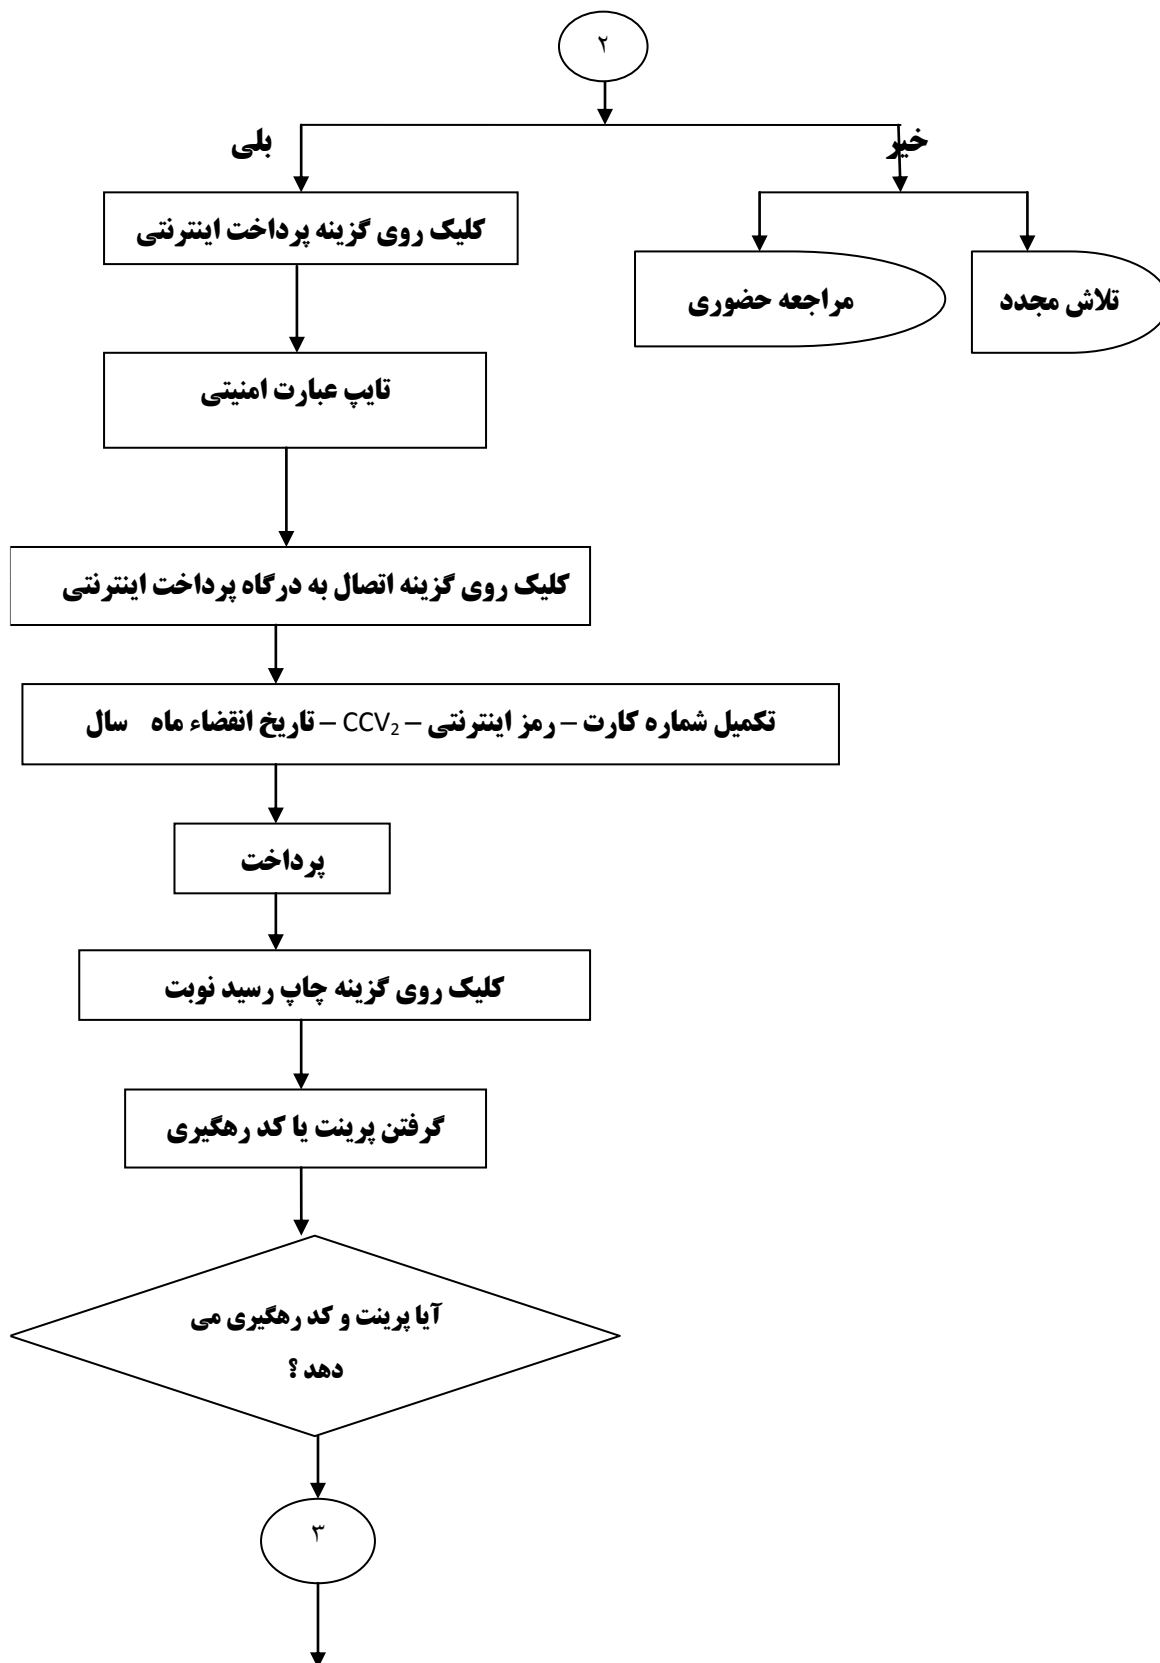 ۲
خیر
بلی
کلیک روی گزینه پرداخت اینترنتی
تلاش مجدد
مراجعه حضوری
تایپ عبارت امنیتی
کلیک روی گزینه اتصال به درگاه پرداخت اینترنتی
تکمیل شماره کارت – رمز اینترنتی – CCV₂ – تاریخ انقضاء ماه سال
پرداخت
کلیک روی گزینه چاپ رسید نوبت
گرفتن پرینت یا کد رهگیری
آیا پرینت و کد رهگیری می
دهد ؟
۳